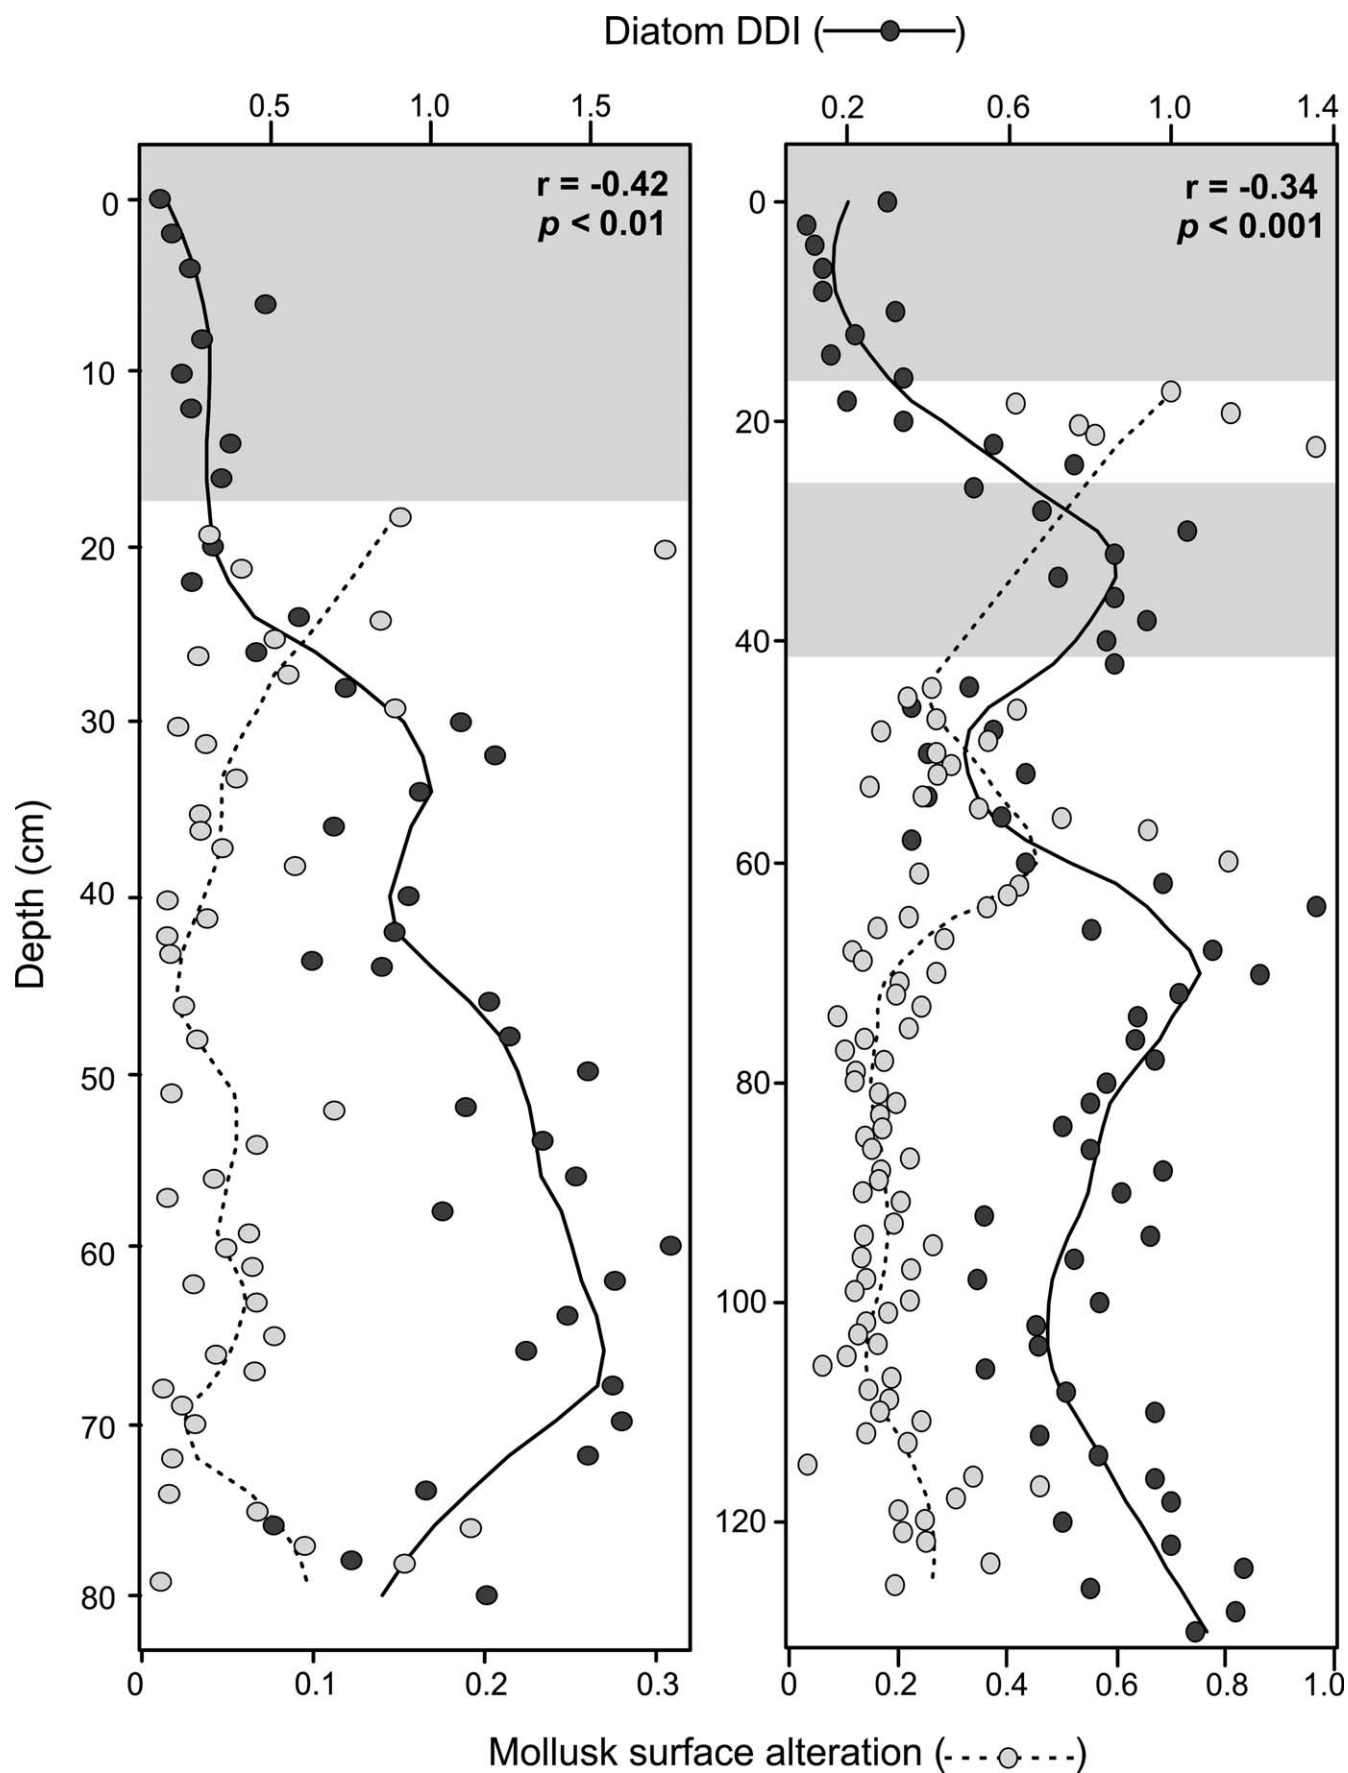 Diatom DDI (—●—)
0.5 1.0 1.5
0.2 0.6 1.0 1.4
r = -0.42
p < 0.01
r = -0.34
p < 0.001
Depth (cm)
0
10
20
30
40
50
60
70
80
0
20
40
60
80
100
120
0 0.1 0.2 0.3
0 0.2 0.4 0.6 0.8 1.0
Mollusk surface alteration (--○--)